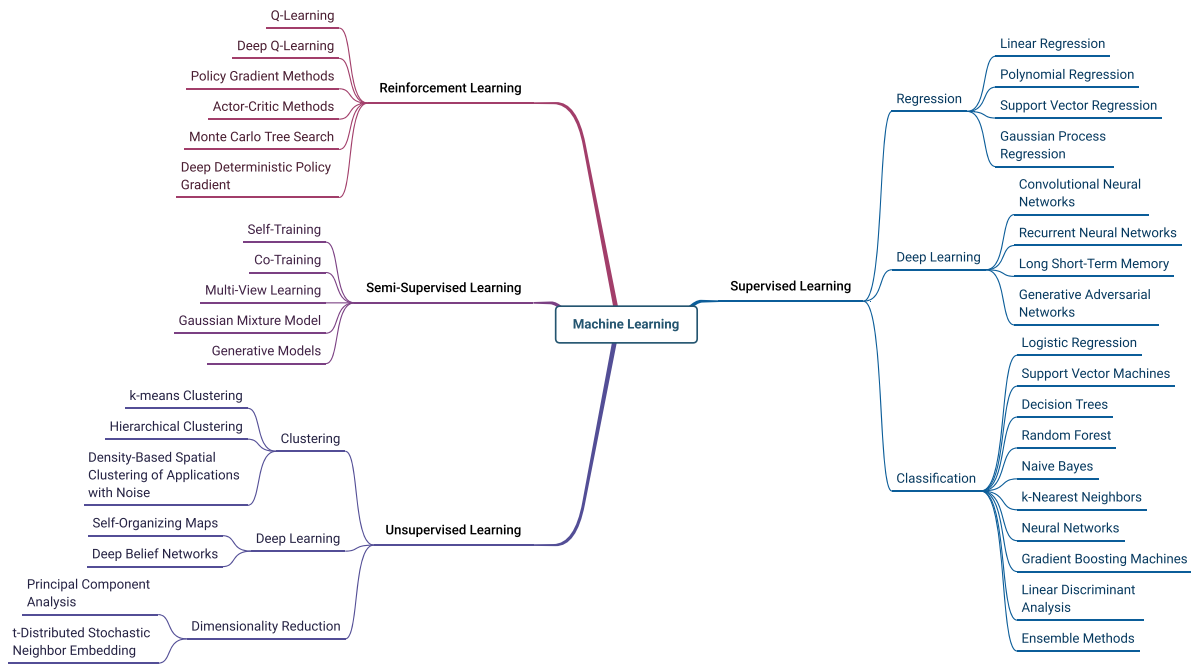 Machine Learning
Reinforcement Learning
Q-Learning
Deep Q-Learning
Policy Gradient Methods
Actor-Critic Methods
Monte Carlo Tree Search
Deep Deterministic Policy
Gradient
Semi-Supervised Learning
Self-Training
Co-Training
Multi-View Learning
Gaussian Mixture Model
Generative Models
Unsupervised Learning
Clustering
k-means Clustering
Hierarchical Clustering
Density-Based Spatial
Clustering of Applications
with Noise
Deep Learning
Self-Organizing Maps
Deep Belief Networks
Dimensionality Reduction
Principal Component
Analysis
t-Distributed Stochastic
Neighbor Embedding
Supervised Learning
Regression
Linear Regression
Polynomial Regression
Support Vector Regression
Gaussian Process
Regression
Deep Learning
Convolutional Neural
Networks
Recurrent Neural Networks
Long Short-Term Memory
Generative Adversarial
Networks
Classification
Logistic Regression
Support Vector Machines
Decision Trees
Random Forest
Naive Bayes
k-Nearest Neighbors
Neural Networks
Gradient Boosting Machines
Linear Discriminant
Analysis
Ensemble Methods